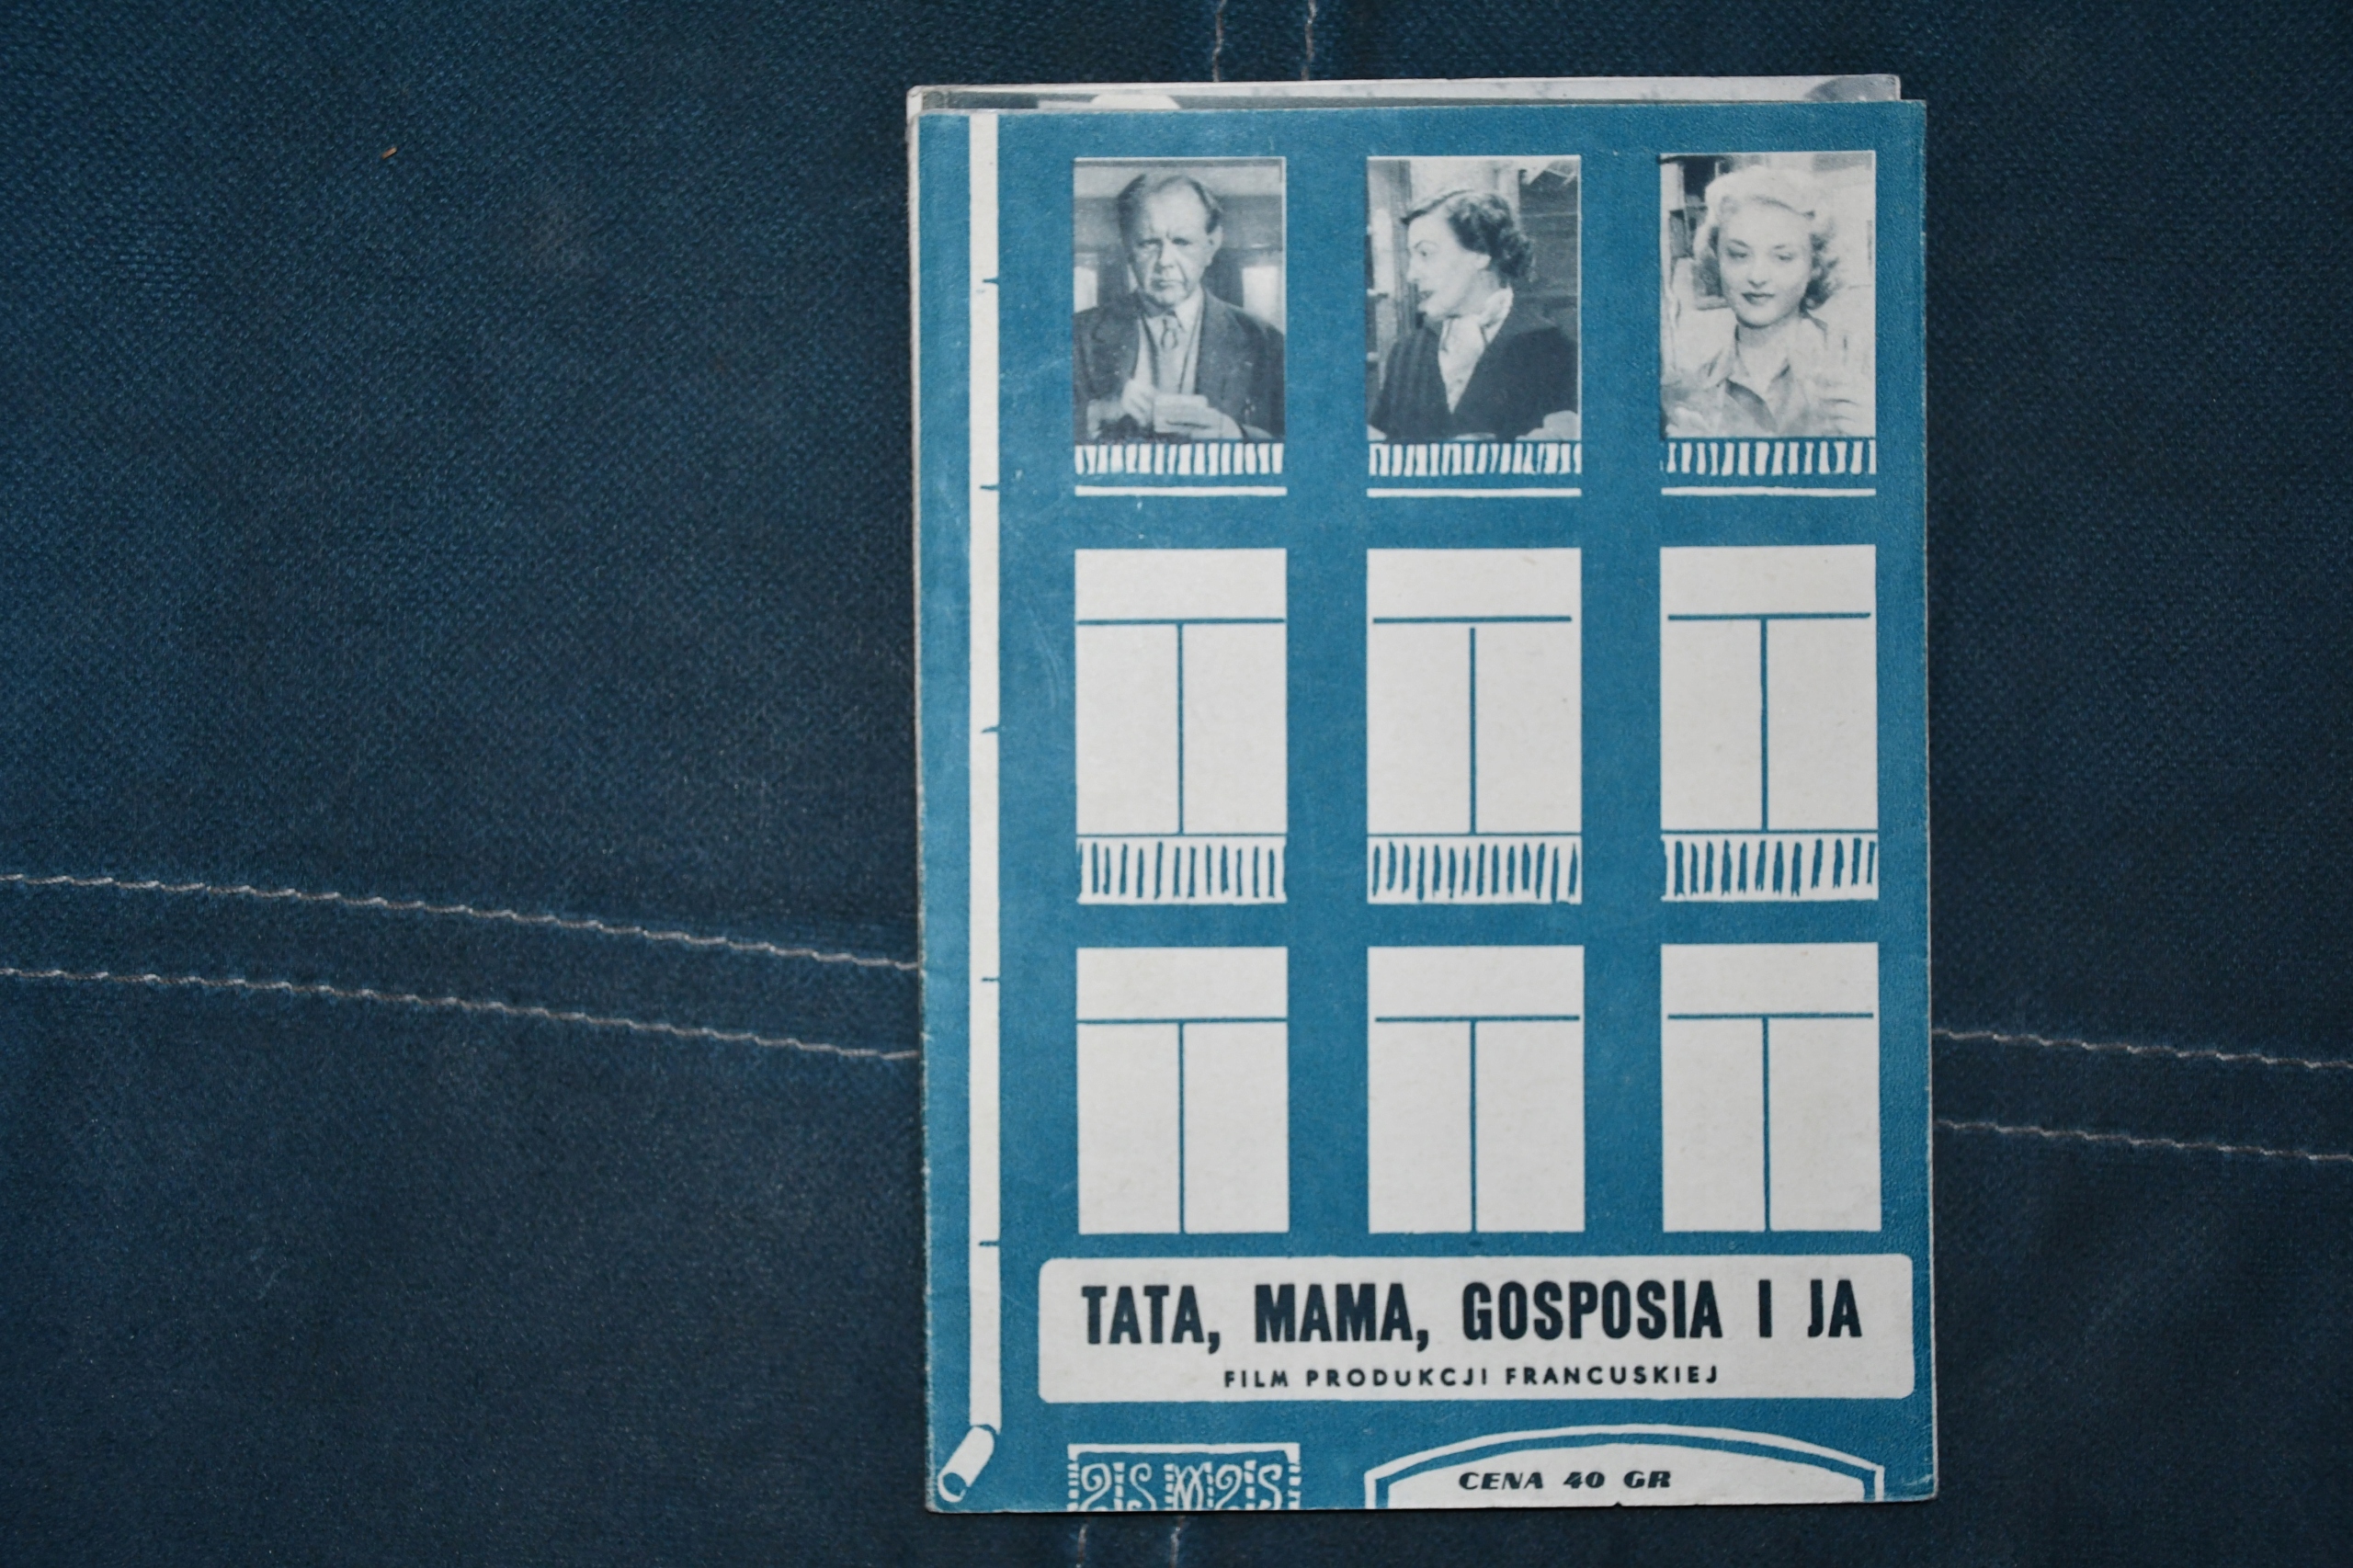 TATA, MAMA, GOSPOSIA I JA
FILM PRODUKCJI FRANCUSKIEJ
CENA 40 GR